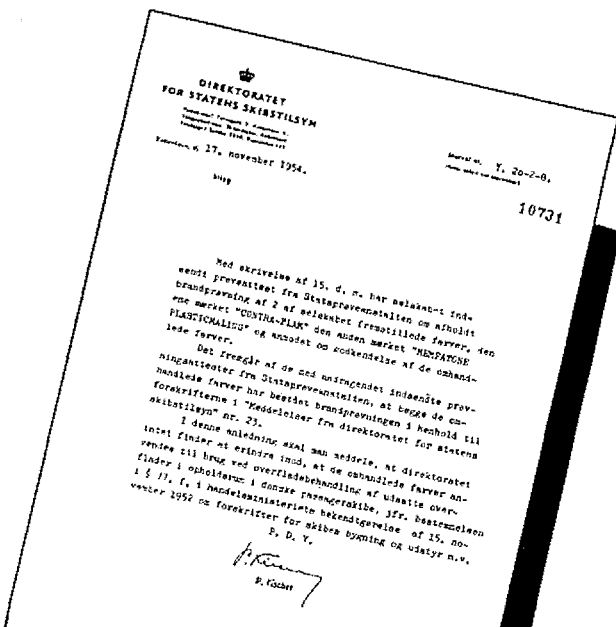 DIREKTORATET
FOR STATENS SKIBSTILSYN
17. november 1954.
Y. 20-2-8.
10731
Med skrivelse af 15. d. m. har selskabet ind-
sendt prøveattest fra Statsprøveanstalten om afholdt
brandprøvning af 2 af selskabet fremstillede farver, den
ene mærket "CONTRA-FLAM" den anden mærket "HEMPATONE
PLASTICMALING" og anmodet om godkendelse af de omhand-
lede farver.
Det fremgår af de med andragendet indsendte prøv-
ningsattester fra Statsprøveanstalten, at begge de om-
handlede farver har bestået brandprøvningen i henhold til
forskrifterne i "Meddelelser fra direktoratet for statens
skibstilsyn" nr. 23.
I denne anledning skal man meddele, at direktoratet
intet finder at erindre imod, at de omhandlede farver an-
vendes til brug ved overfladebehandling af udsatte over-
flader i opholdsrum i danske passagerskibe, jfr. bestemmelsen
i § 77, f, i handelsministeriets bekendtgørelse af 15. no-
vember 1952 om forskrifter for skibes bygning og udstyr m.v.
P. D. V.
P. Fischer